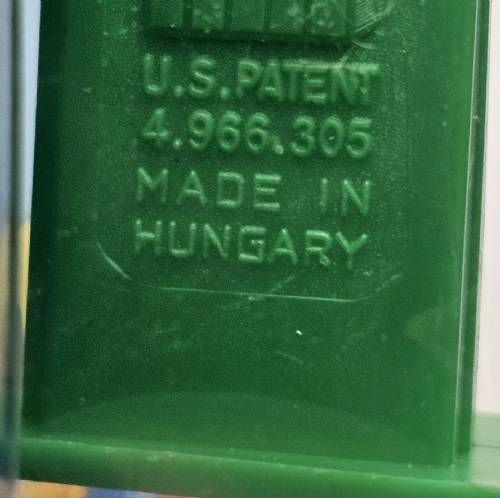 U.S.PATENT
4.966.305
MADE IN
HUNGARY